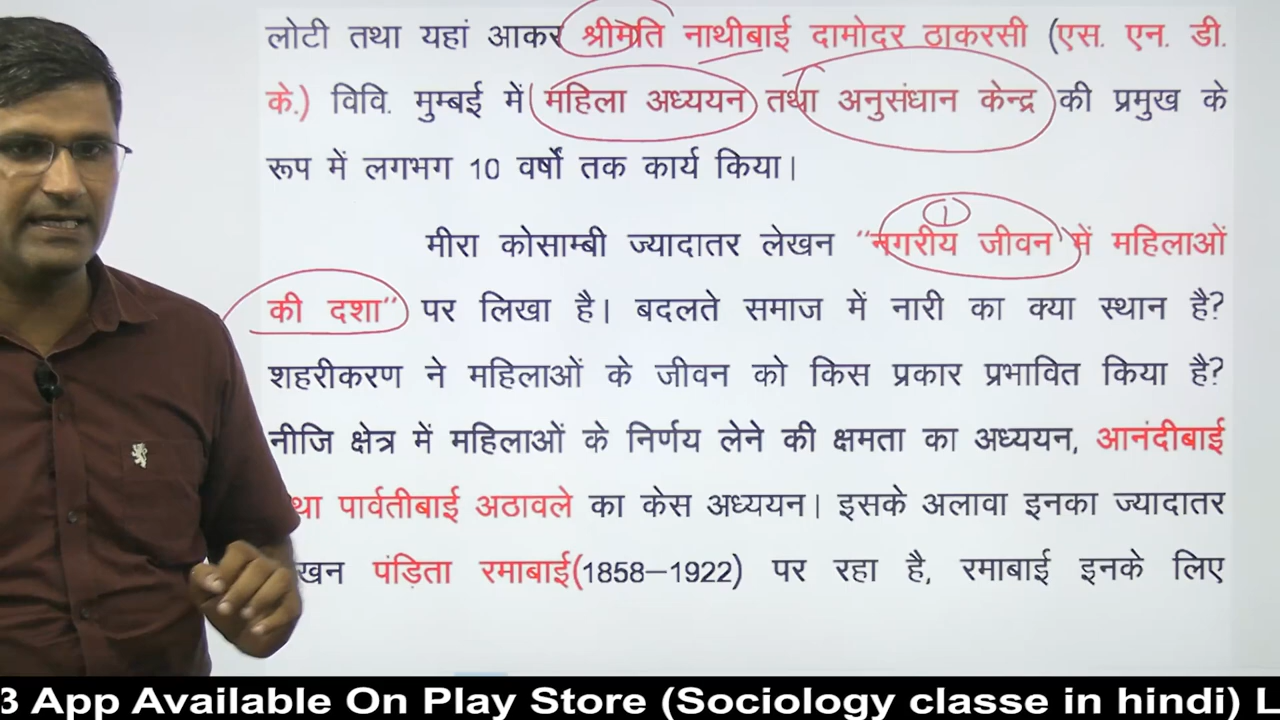 लोटी तथा यहां आकर श्रीमति नाथीबाई दामोदर ठाकरसी (एस. एन. डी.
के.) विवि. मुम्बई में महिला अध्ययन तथा अनुसंधान केन्द्र की प्रमुख के
रूप में लगभग 10 वर्षों तक कार्य किया।
मीरा कोसाम्बी ज्यादातर लेखन "नगरीय जीवन में महिलाओं
की दशा" पर लिखा है। बदलते समाज में नारी का क्या स्थान है?
शहरीकरण ने महिलाओं के जीवन को किस प्रकार प्रभावित किया है?
नीजि क्षेत्र में महिलाओं के निर्णय लेने की क्षमता का अध्ययन, आनंदीबाई
पार्वतीबाई अठावले का केस अध्ययन। इसके अलावा इनका ज्यादातर
पंड़िता रमाबाई(1858–1922) पर रहा है, रमाबाई इनके लिए
3 App Available On Play Store (Sociology classe in hindi) L